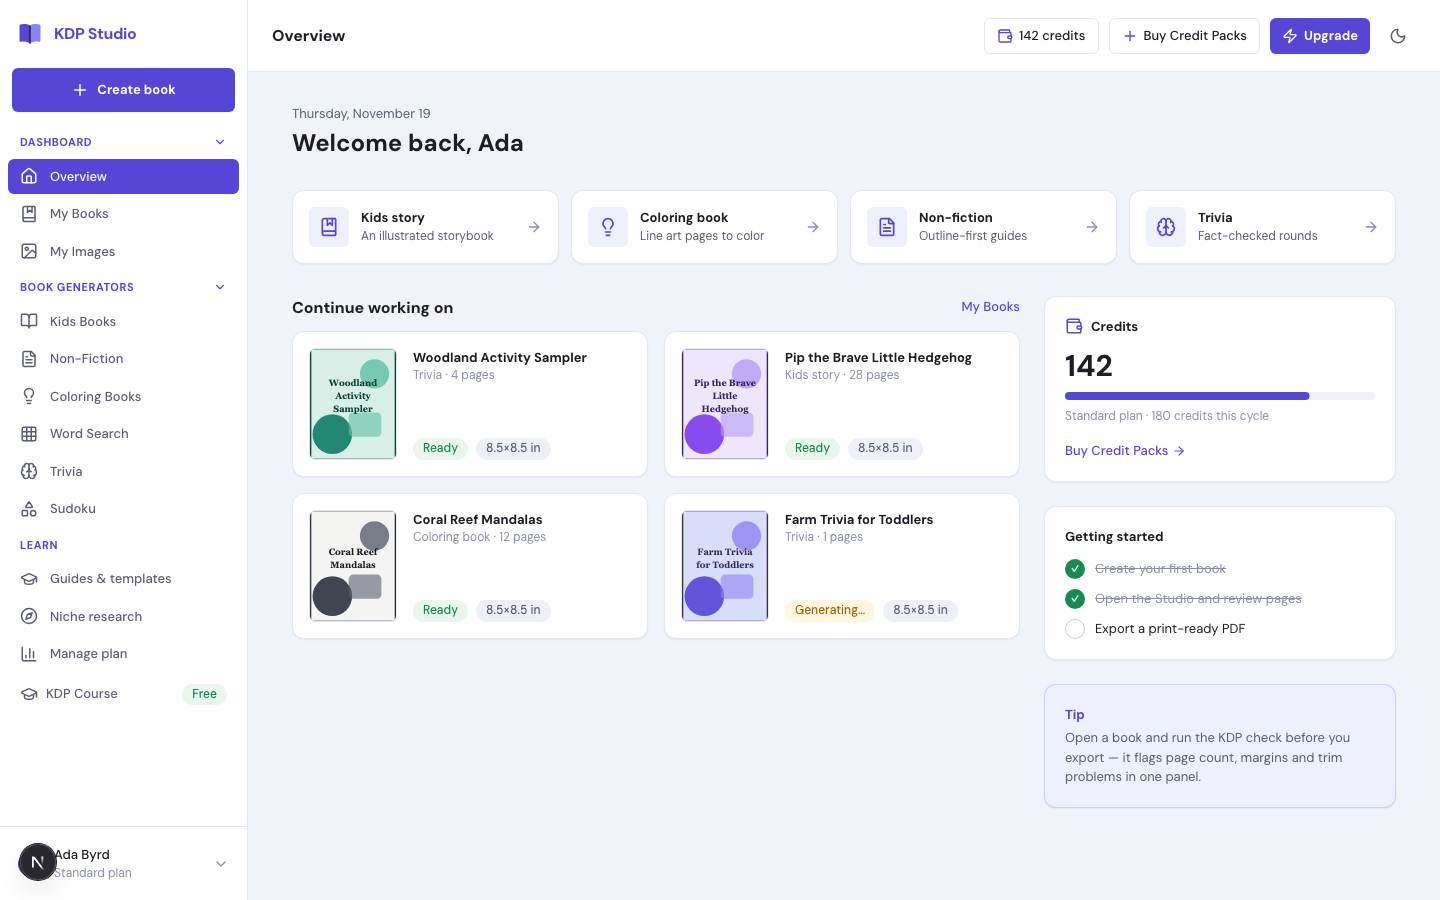 KDP Studio
Create book
DASHBOARD
Overview
My Books
My Images
BOOK GENERATORS
Kids Books
Non-Fiction
Coloring Books
Word Search
Trivia
Sudoku
LEARN
Guides & templates
Niche research
Manage plan
KDP Course Free
N
Ada Byrd
Standard plan
Overview
142 credits
Buy Credit Packs
Upgrade
Thursday, November 19
Welcome back, Ada
Kids story
An illustrated storybook
Coloring book
Line art pages to color
Non-fiction
Outline-first guides
Trivia
Fact-checked rounds
Continue working on
My Books
Woodland
Activity
Sampler
Woodland Activity Sampler
Trivia · 4 pages
Ready 8.5×8.5 in
Pip the Brave
Little
Hedgehog
Pip the Brave Little Hedgehog
Kids story · 28 pages
Ready 8.5×8.5 in
Coral Reef
Mandalas
Coral Reef Mandalas
Coloring book · 12 pages
Ready 8.5×8.5 in
Farm Trivia
for Toddlers
Farm Trivia for Toddlers
Trivia · 1 pages
Generating... 8.5×8.5 in
Credits
142
Standard plan · 180 credits this cycle
Buy Credit Packs
Getting started
Create your first book
Open the Studio and review pages
Export a print-ready PDF
Tip
Open a book and run the KDP check before you
export — it flags page count, margins and trim
problems in one panel.